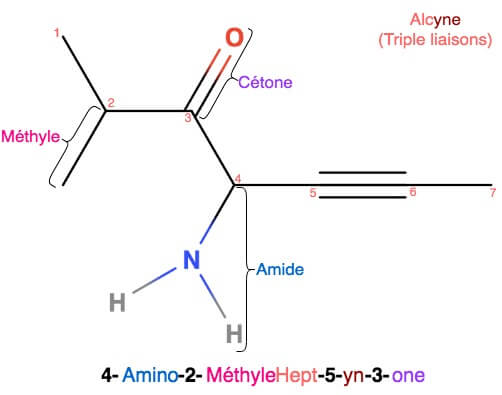 Alcyne
(Triple liaisons)
1
O
Cétone
2
3
Méthyle
4
5
6
7
N
Amide
H
H
4-Amino-2-MéthyleHept-5-yn-3-one